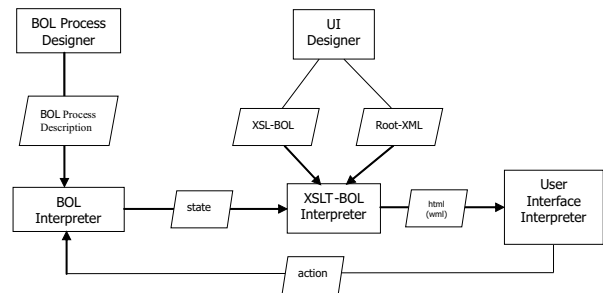 BOL Process
Designer
UI
Designer
BOL Process
Description
XSL-BOL
Root-XML
BOL
Interpreter
state
XSLT-BOL
Interpreter
html
(wml)
User
Interface
Interpreter
action